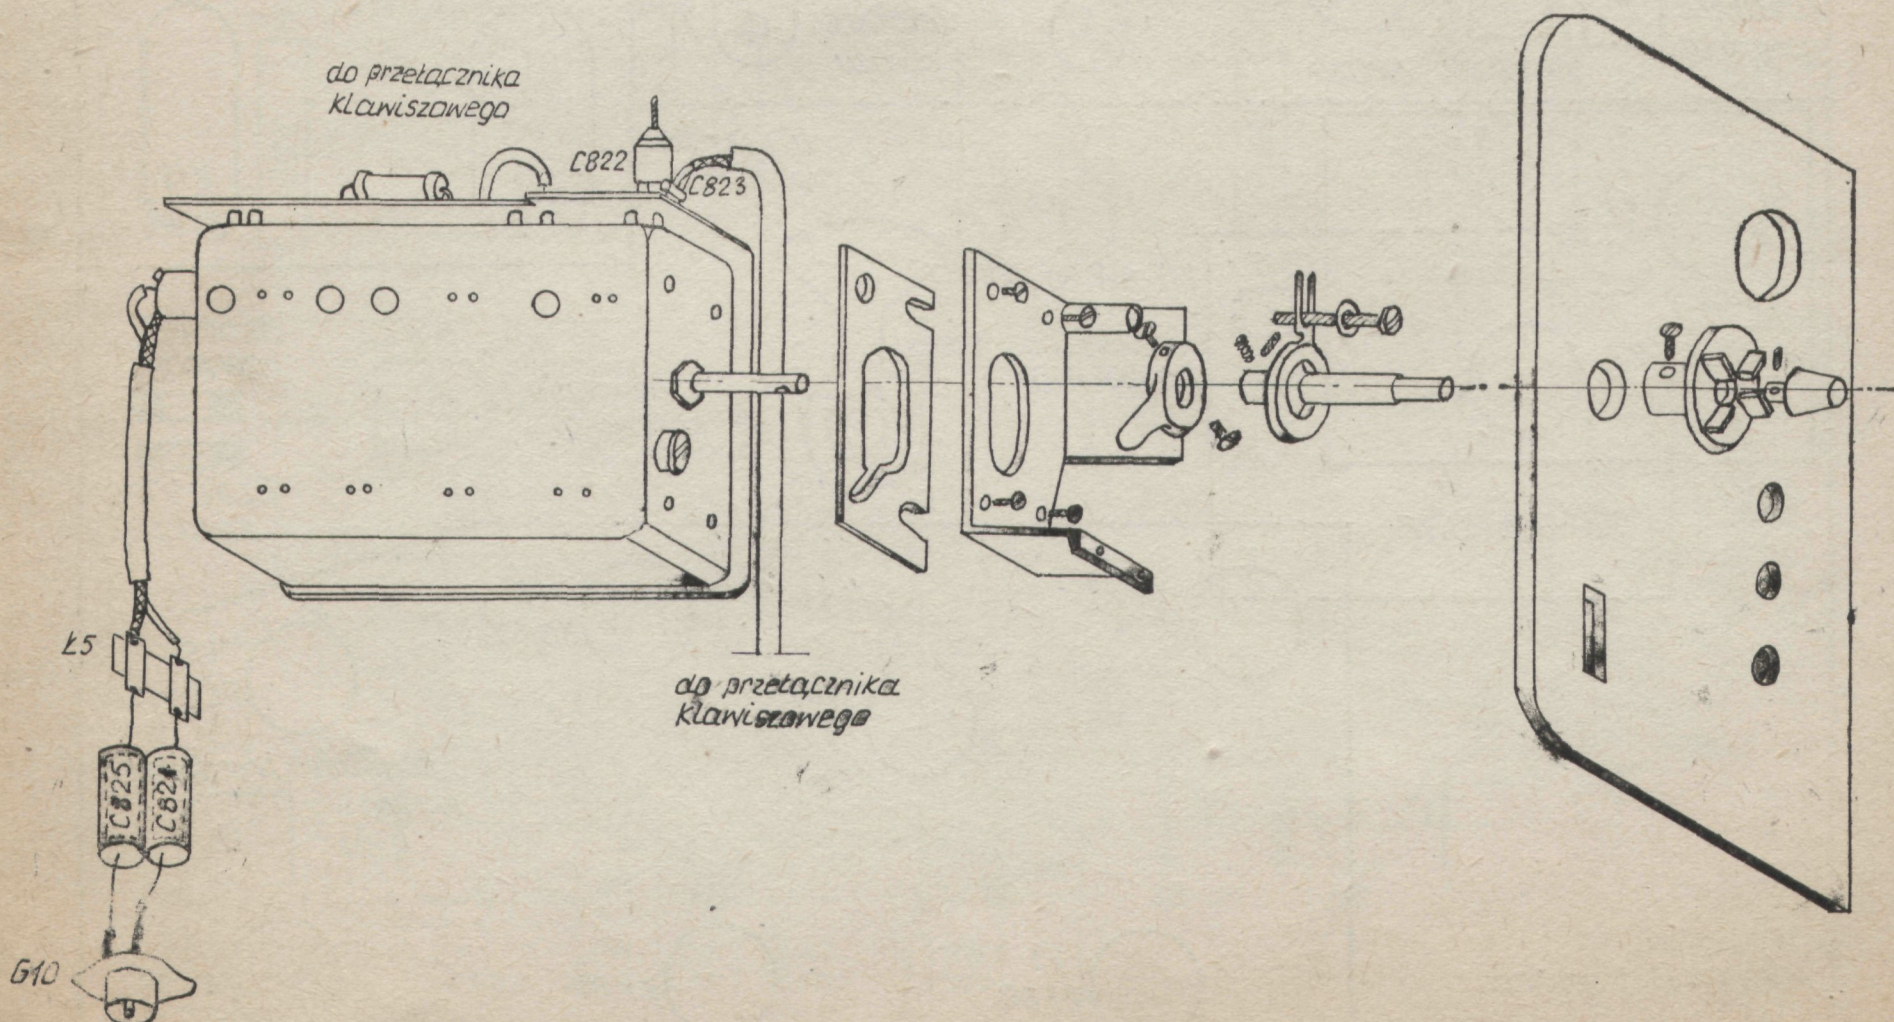 do przełącznika
klawiszowego
C822
C823
Ł5
do przełącznika
klawiszowego
C825
C824
G10